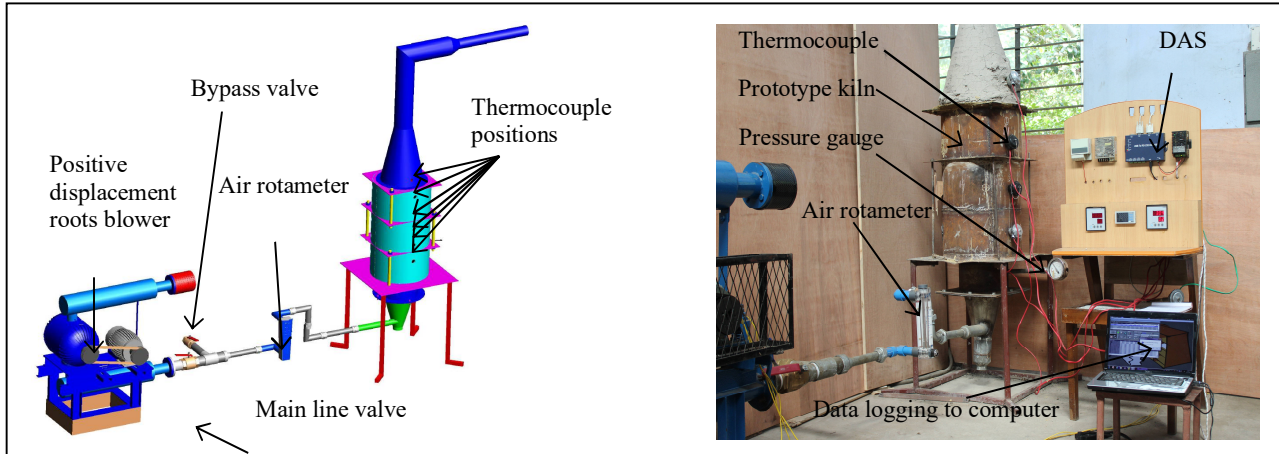 Bypass valve
Thermocouple
positions
Positive
displacement
roots blower
Air rotameter
Main line valve
Thermocouple
DAS
Prototype kiln
Pressure gauge
Air rotameter
Data logging to computer